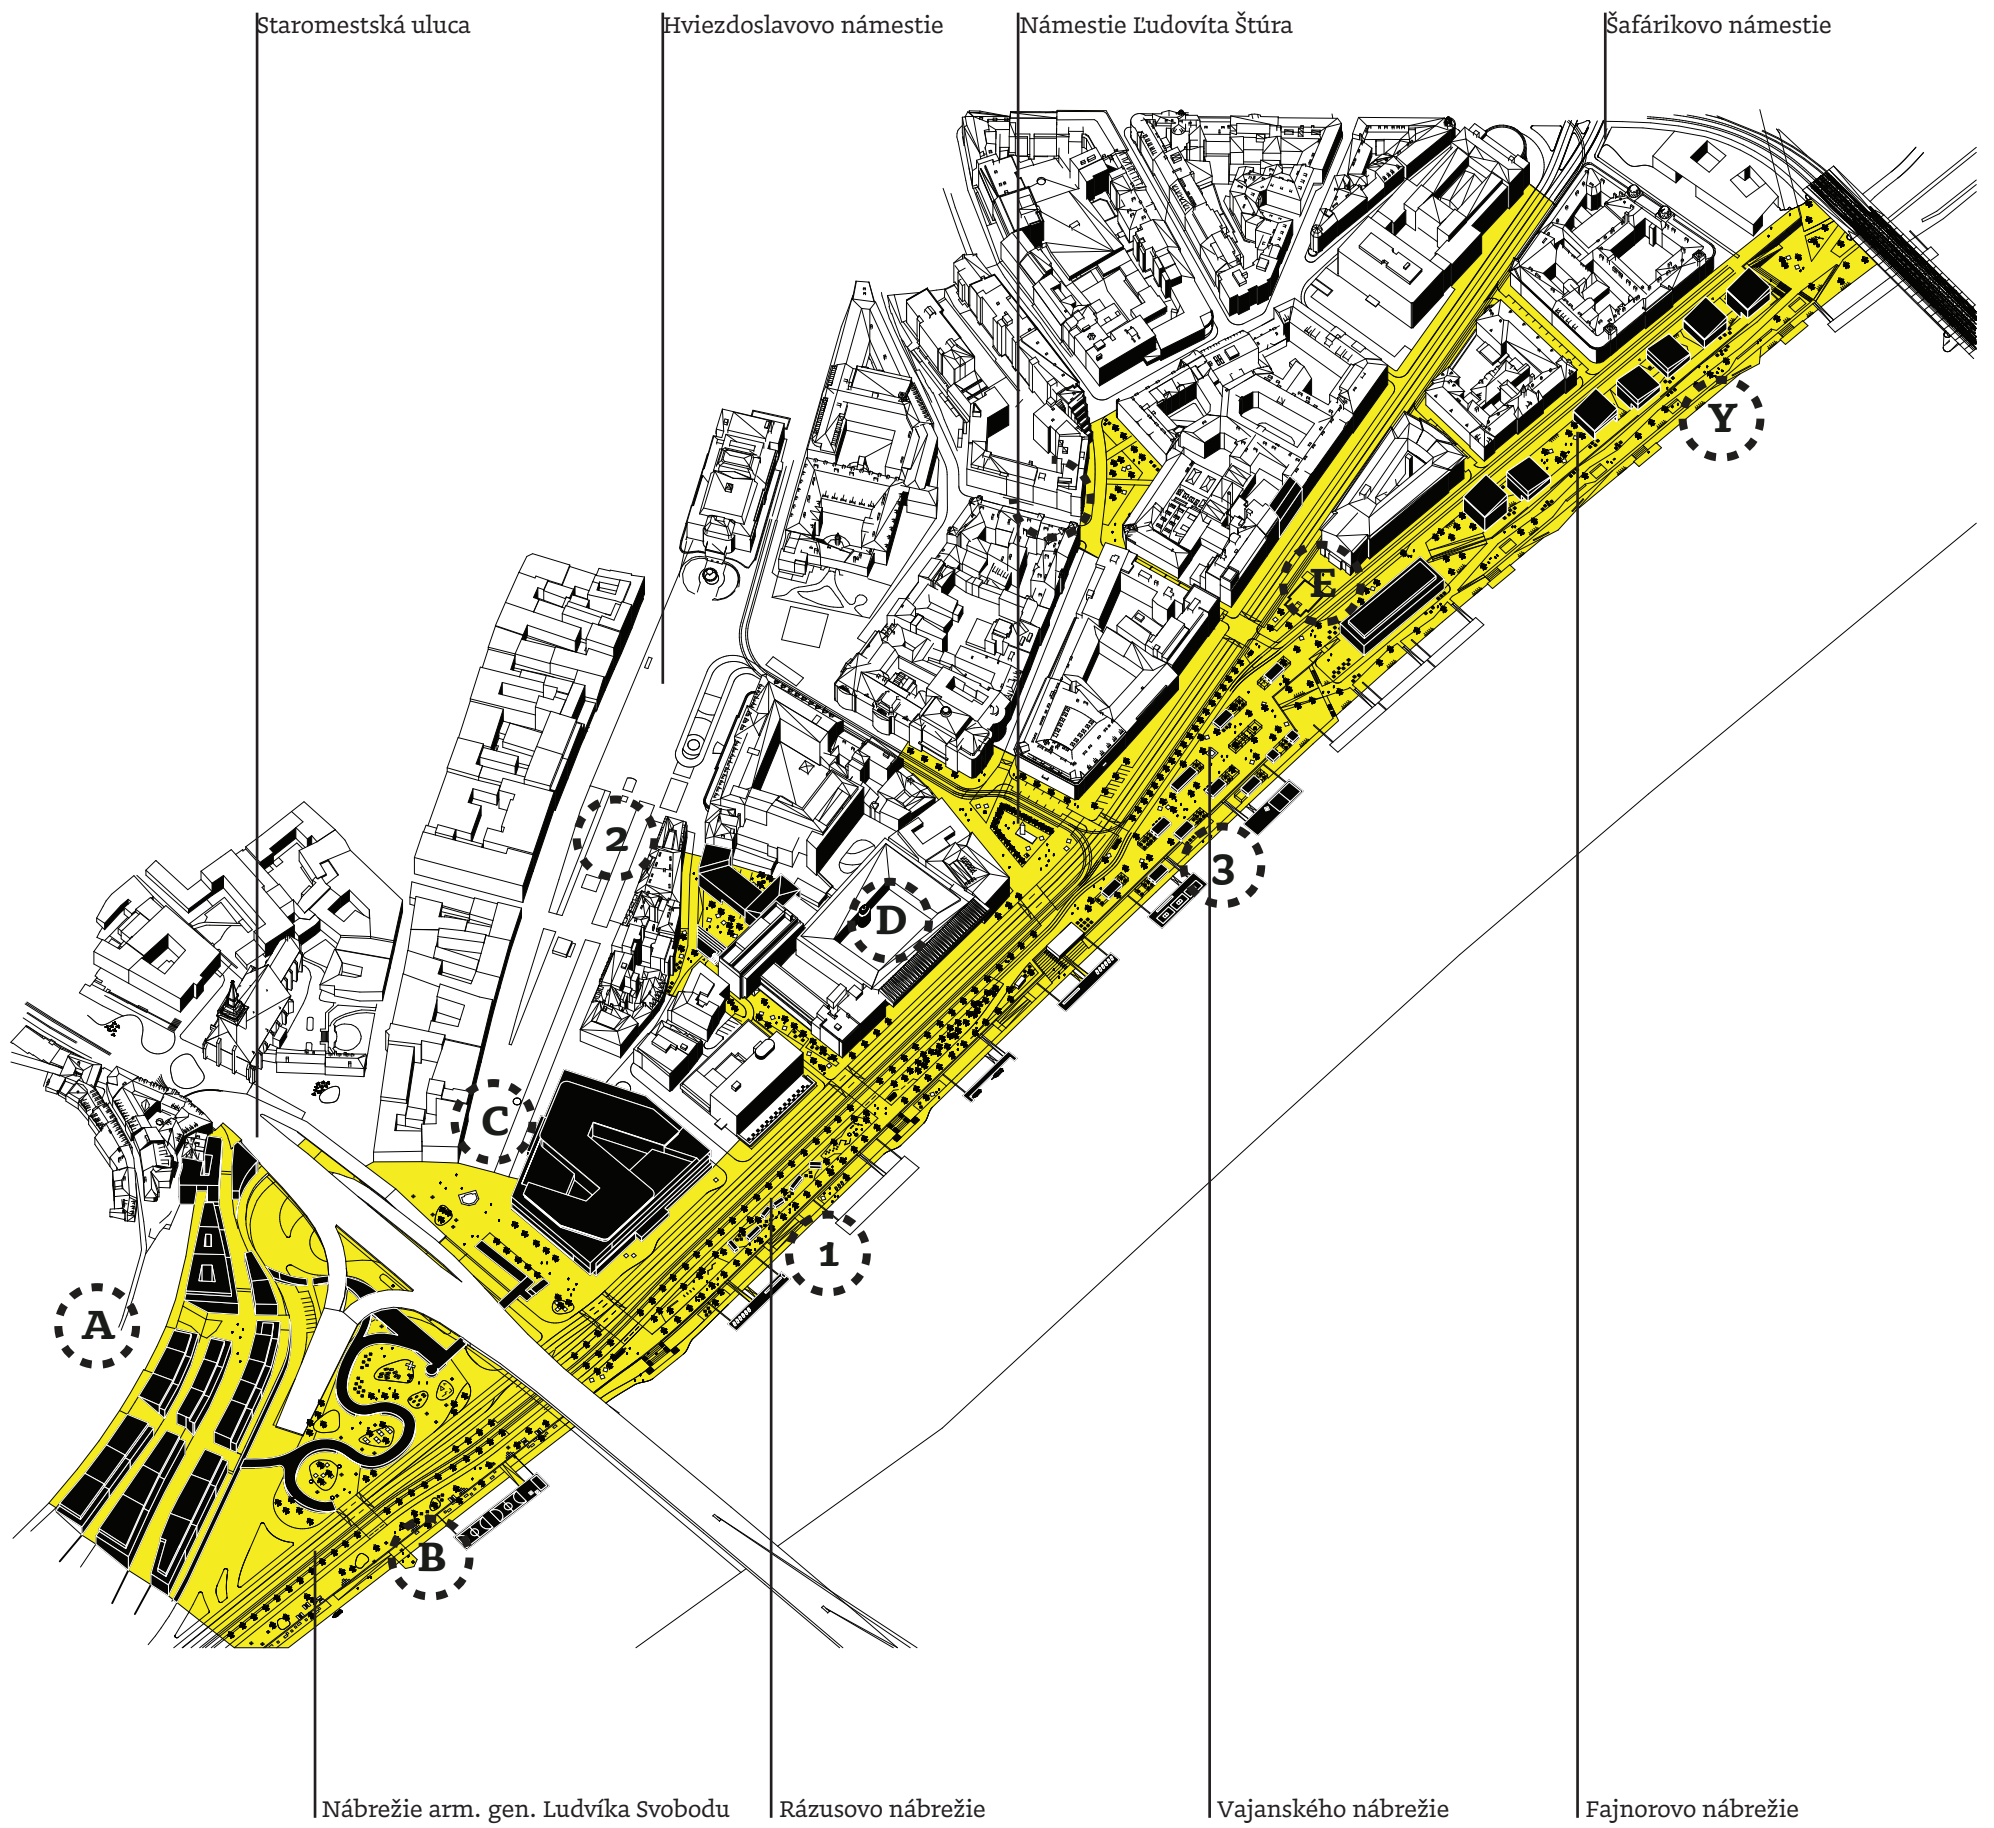 Staromestská uluca
Hviezdoslavovo námestie
Námestie Ľudovíta Štúra
Šafárikovo námestie
Y
E
2
3
D
C
1
A
B
Nábrežie arm. gen. Ludvíka Svobodu
Rázusovo nábrežie
Vajanského nábrežie
Fajnorovo nábrežie